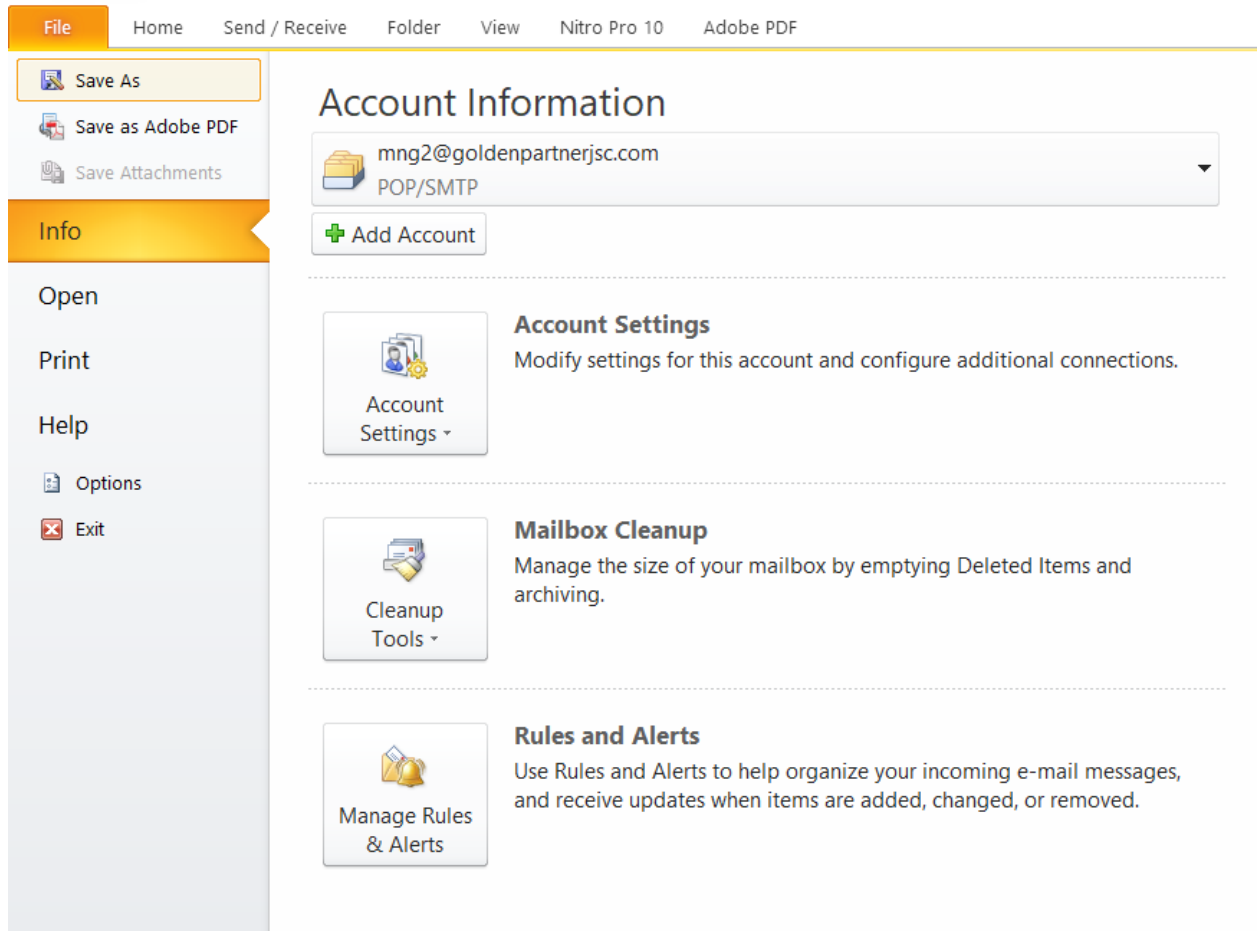 File Home Send / Receive Folder View Nitro Pro 10 Adobe PDF
Save As
Save as Adobe PDF
Save Attachments
Info
Open
Print
Help
Options
Exit
Account Information
mng2@goldenpartnerjsc.com
POP/SMTP
Add Account
Account
Settings
Account Settings
Modify settings for this account and configure additional connections.
Cleanup
Tools
Mailbox Cleanup
Manage the size of your mailbox by emptying Deleted Items and
archiving.
Manage Rules
& Alerts
Rules and Alerts
Use Rules and Alerts to help organize your incoming e-mail messages,
and receive updates when items are added, changed, or removed.